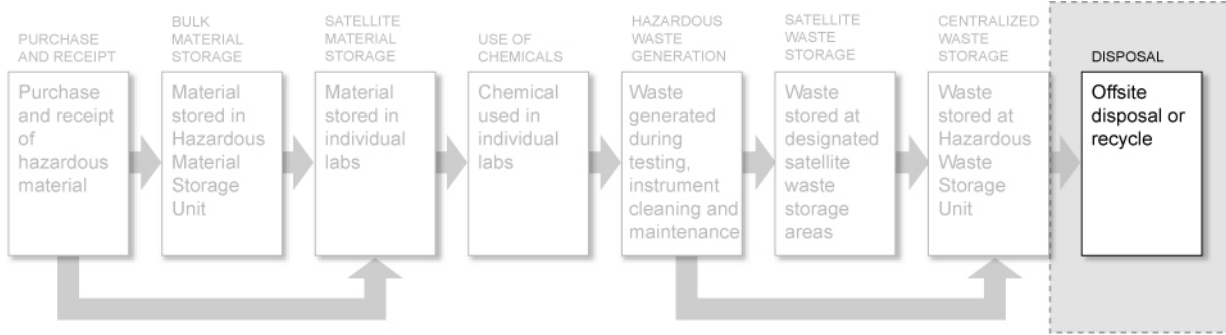 PURCHASE
AND RECEIPT
Purchase
and receipt
of
hazardous
material
BULK
MATERIAL
STORAGE
Material
stored in
Hazardous
Material
Storage
Unit
SATELLITE
MATERIAL
STORAGE
Material
stored in
individual
labs
USE OF
CHEMICALS
Chemical
used in
individual
labs
HAZARDOUS
WASTE
GENERATION
Waste
generated
during
testing,
instrument
cleaning and
maintenance
SATELLITE
WASTE
STORAGE
Waste
stored at
designated
satellite
waste
storage
areas
CENTRALIZED
WASTE
STORAGE
Waste
stored at
Hazardous
Waste
Storage
Unit
DISPOSAL
Offsite
disposal or
recycle